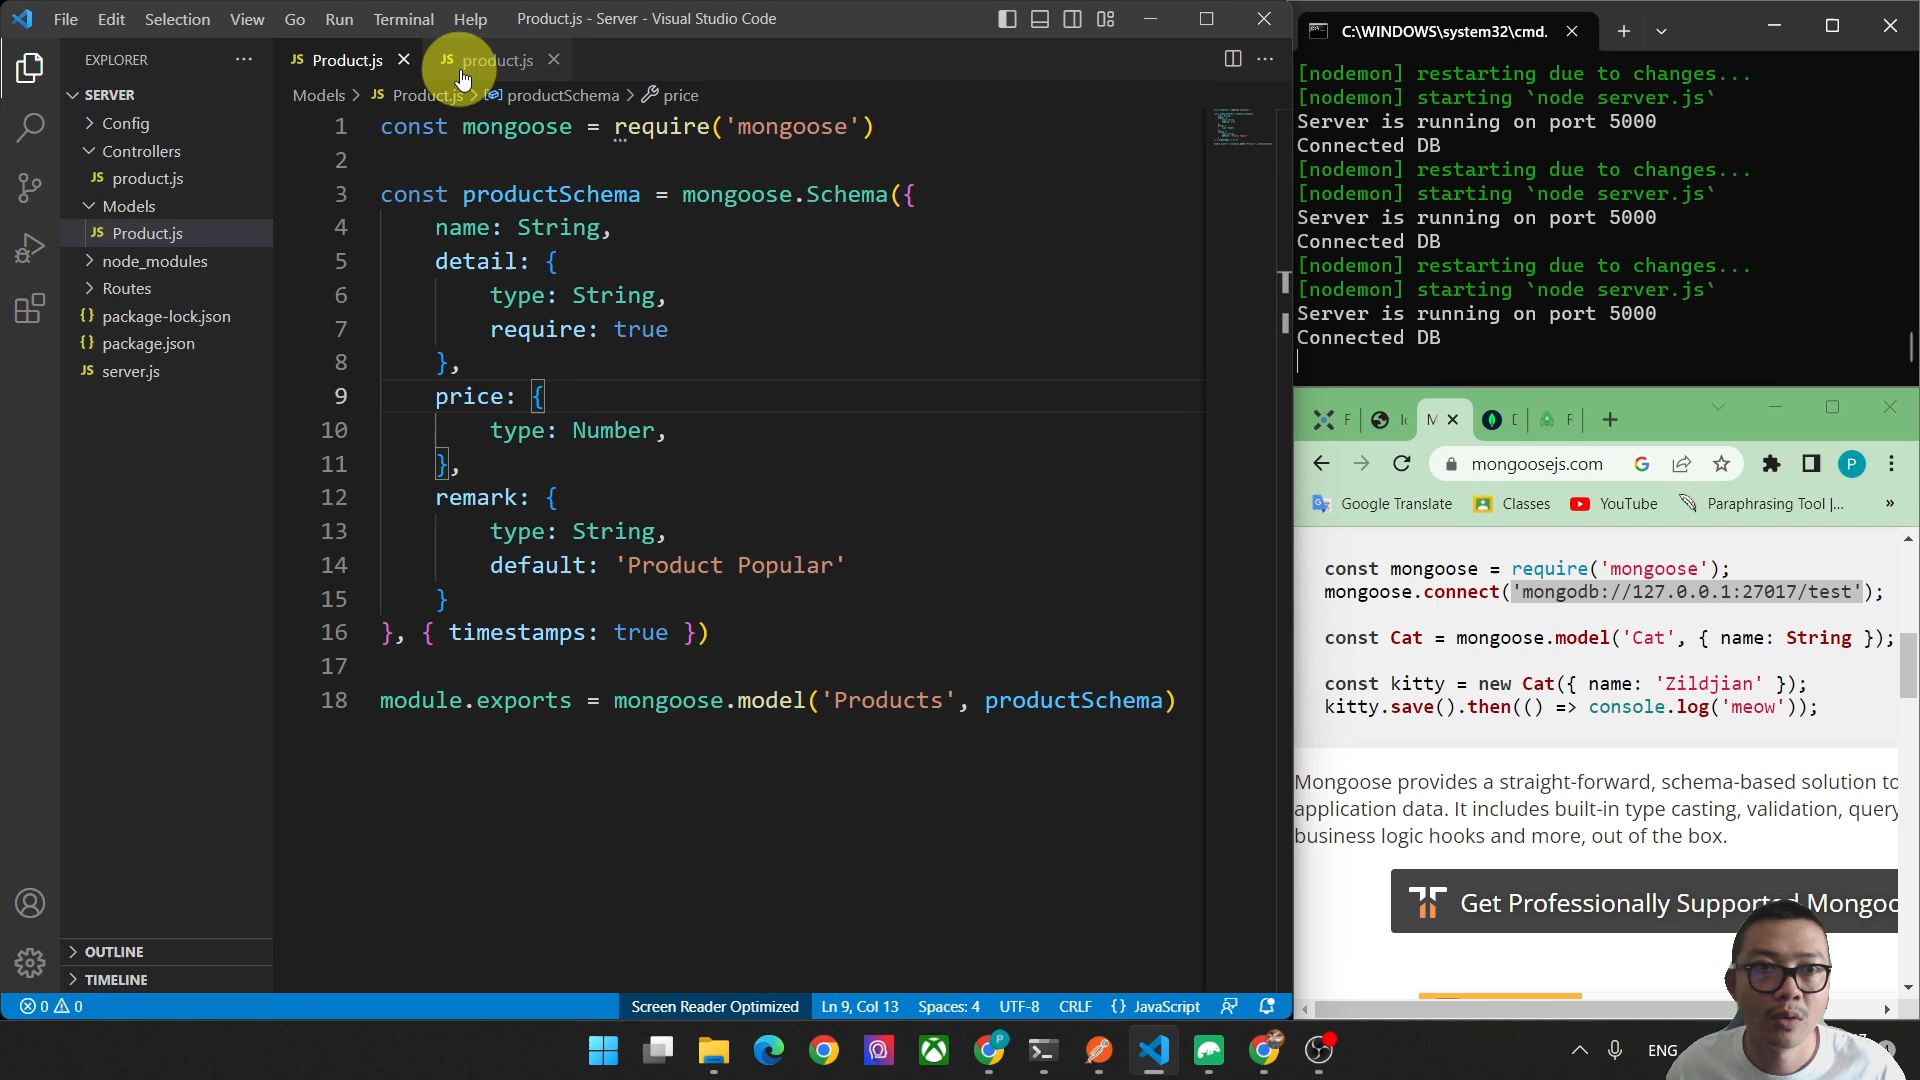 File Edit Selection View Go Run Terminal Help Product.js - Server - Visual Studio Code
EXPLORER ···
SERVER
Config
Controllers
JS product.js
Models
JS Product.js
node_modules
Routes
{} package-lock.json
{} package.json
JS server.js
OUTLINE
TIMELINE
JS Product.js JS product.js
Models > JS Product.js > productSchema > price
1 const mongoose = require('mongoose')
2
3 const productSchema = mongoose.Schema({
4 name: String,
5 detail: {
6 type: String,
7 require: true
8 },
9 price: {
10 type: Number,
11 },
12 remark: {
13 type: String,
14 default: 'Product Popular'
15 }
16 }, { timestamps: true })
17
18 module.exports = mongoose.model('Products', productSchema)
0 0 Screen Reader Optimized Ln 9, Col 13 Spaces: 4 UTF-8 CRLF {} JavaScript
C:\WINDOWS\system32\cmd.
[nodemon] restarting due to changes...
[nodemon] starting `node server.js`
Server is running on port 5000
Connected DB
[nodemon] restarting due to changes...
[nodemon] starting `node server.js`
Server is running on port 5000
Connected DB
[nodemon] restarting due to changes...
[nodemon] starting `node server.js`
Server is running on port 5000
Connected DB
mongoosejs.com P
Google Translate Classes YouTube Paraphrasing Tool |... »
const mongoose = require('mongoose');
mongoose.connect('mongodb://127.0.0.1:27017/test');
const Cat = mongoose.model('Cat', { name: String });
const kitty = new Cat({ name: 'Zildjian' });
kitty.save().then(() => console.log('meow'));
Mongoose provides a straight-forward, schema-based solution to
application data. It includes built-in type casting, validation, query
business logic hooks and more, out of the box.
Get Professionally Supported Mongoo
ENG